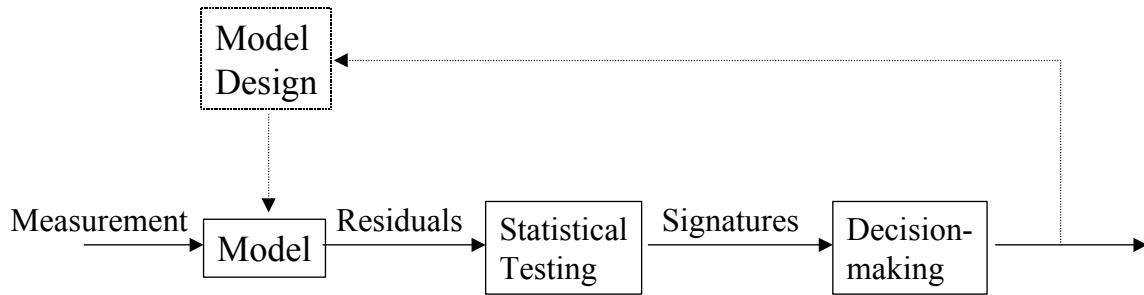 Model
Design
Measurement
Model
Residuals
Statistical
Testing
Signatures
Decision-
making